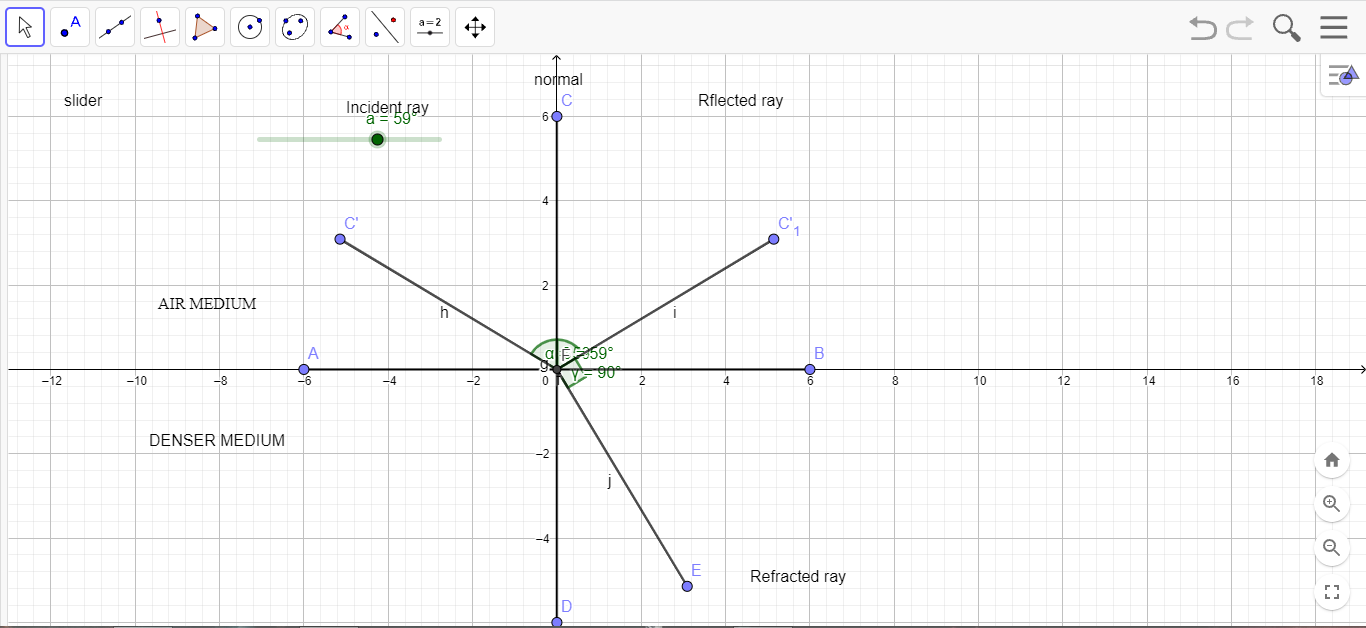 A
α
a = 2
normal
slider
Rflected ray
Incident ray
a = 59°
C
6
4
C'
C'1
2
h
i
AIR MEDIUM
α
59°
A
B
g
γ = 90°
−12
−10
−8
−6
−4
−2
0
2
4
6
8
10
12
14
16
18
DENSER MEDIUM
−2
j
−4
E
Refracted ray
D